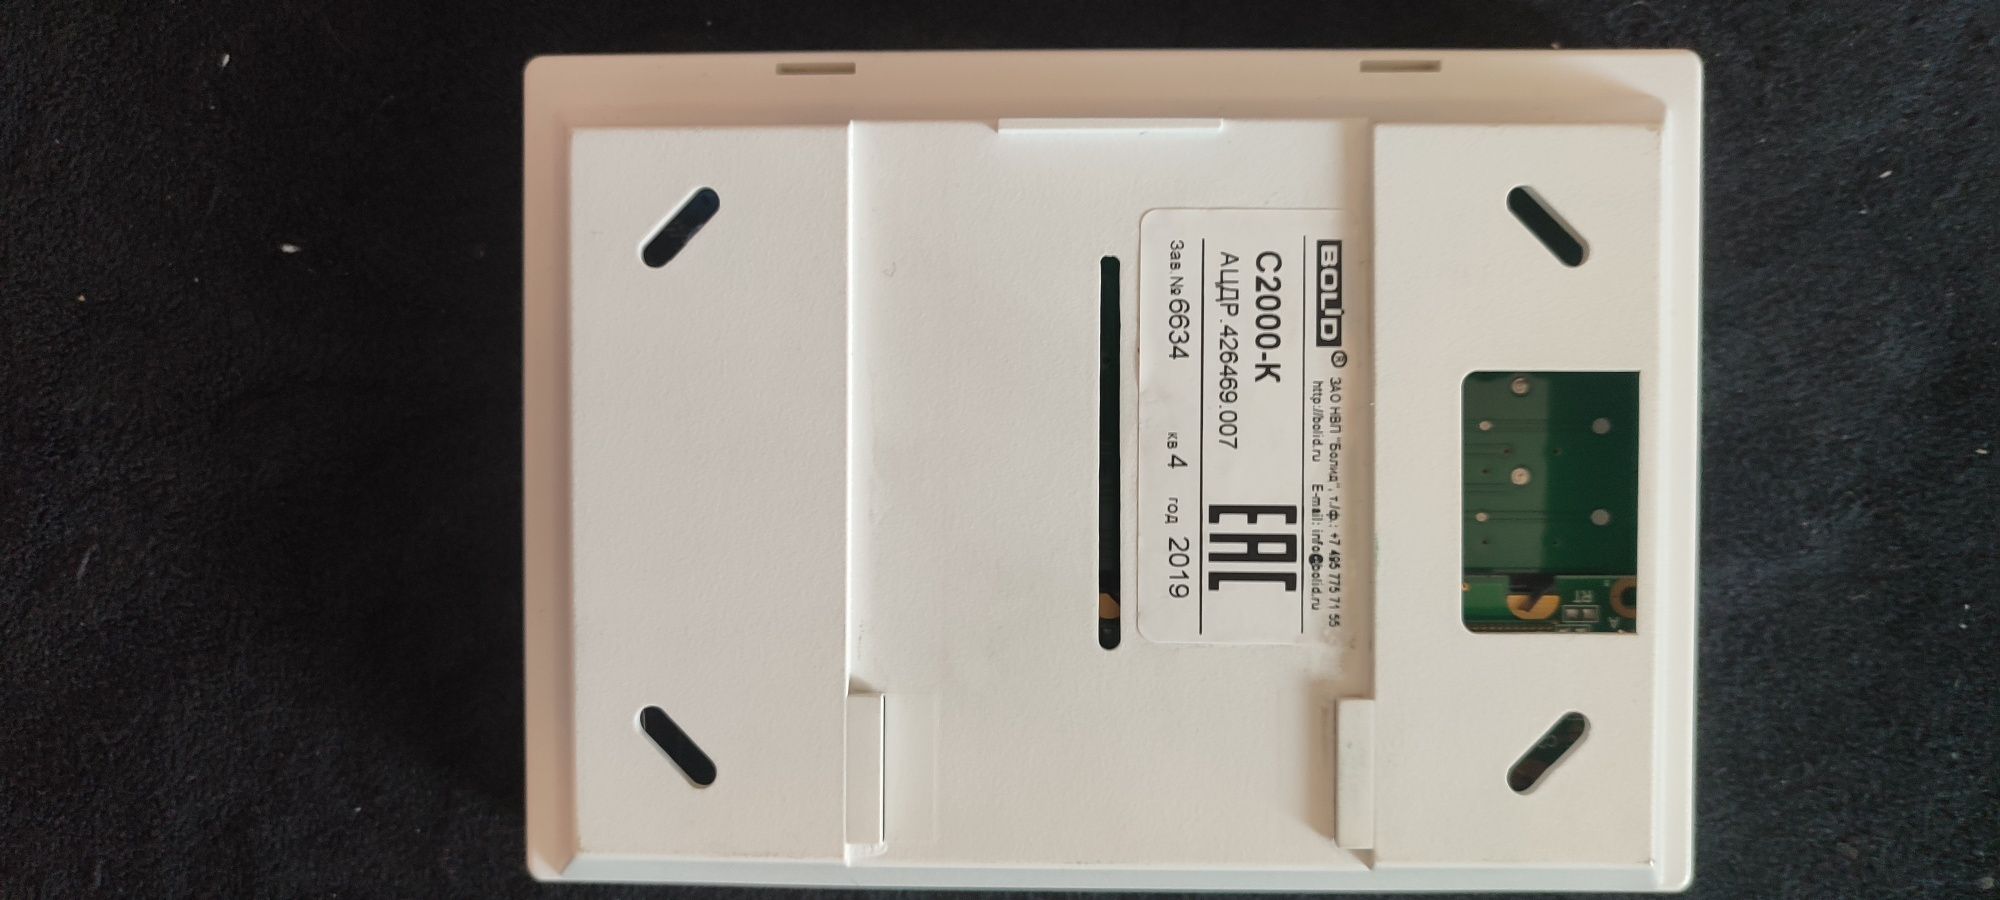 BOLID® ЗАО НВП "Болид", т./ф.: +7 495 775 71 55
http://bolid.ru E-mail: info@bolid.ru
С2000-К
АЦДР.426469.007
EAC
Зав.№ 6634 кв 4 год 2019
RT